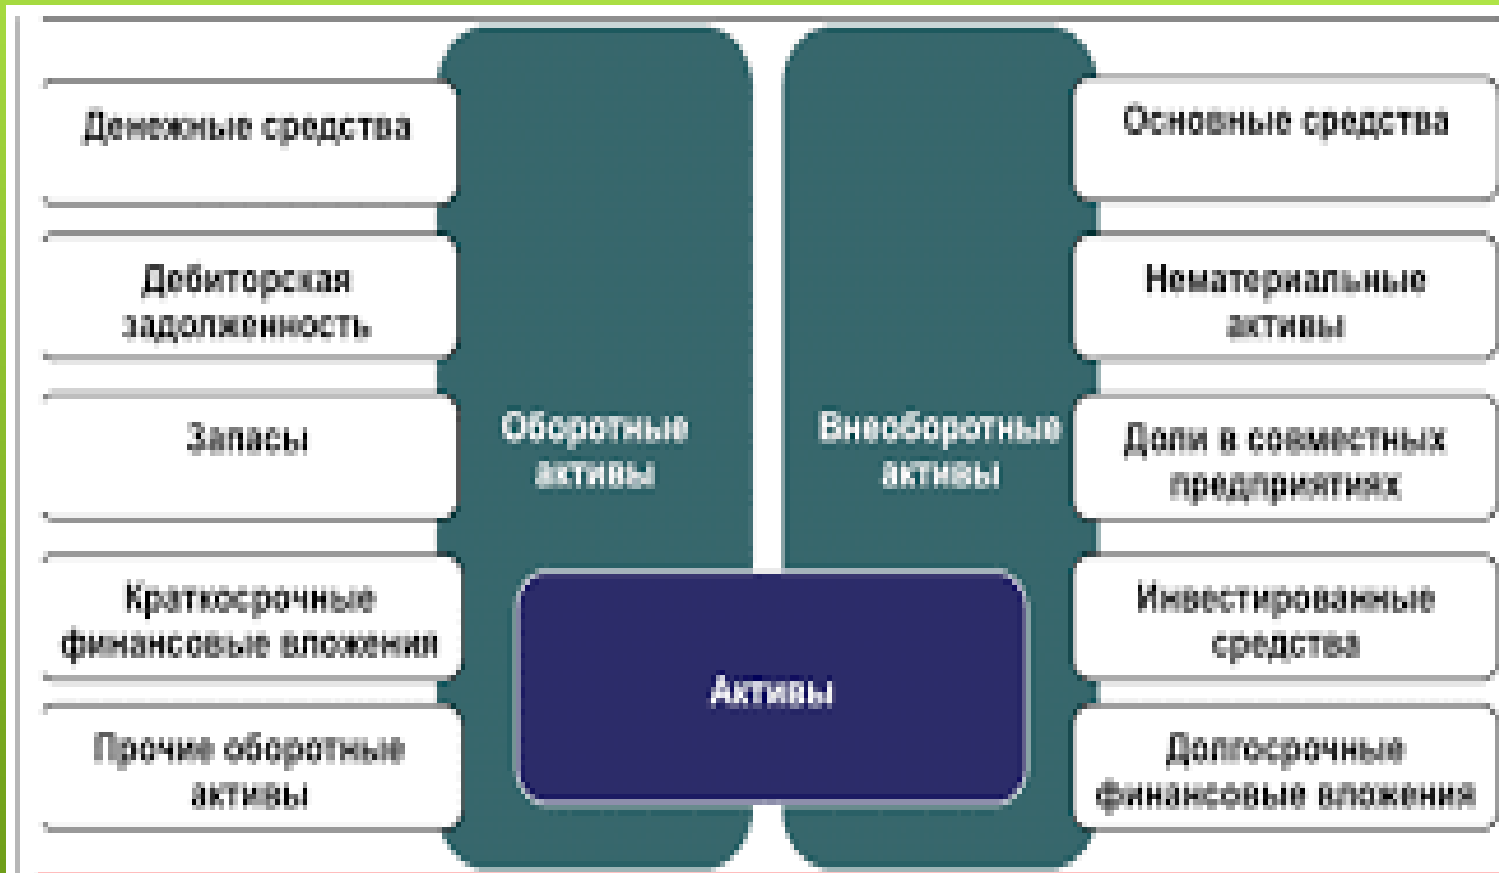 Денежные средства
Дебиторская
задолженность
Запасы
Краткосрочные
финансовые вложения
Прочие оборотные
активы
Оборотные
активы
Внеоборотные
активы
Активы
Основные средства
Нематериальные
активы
Доли в совместных
предприятиях
Инвестированные
средства
Долгосрочные
финансовые вложения